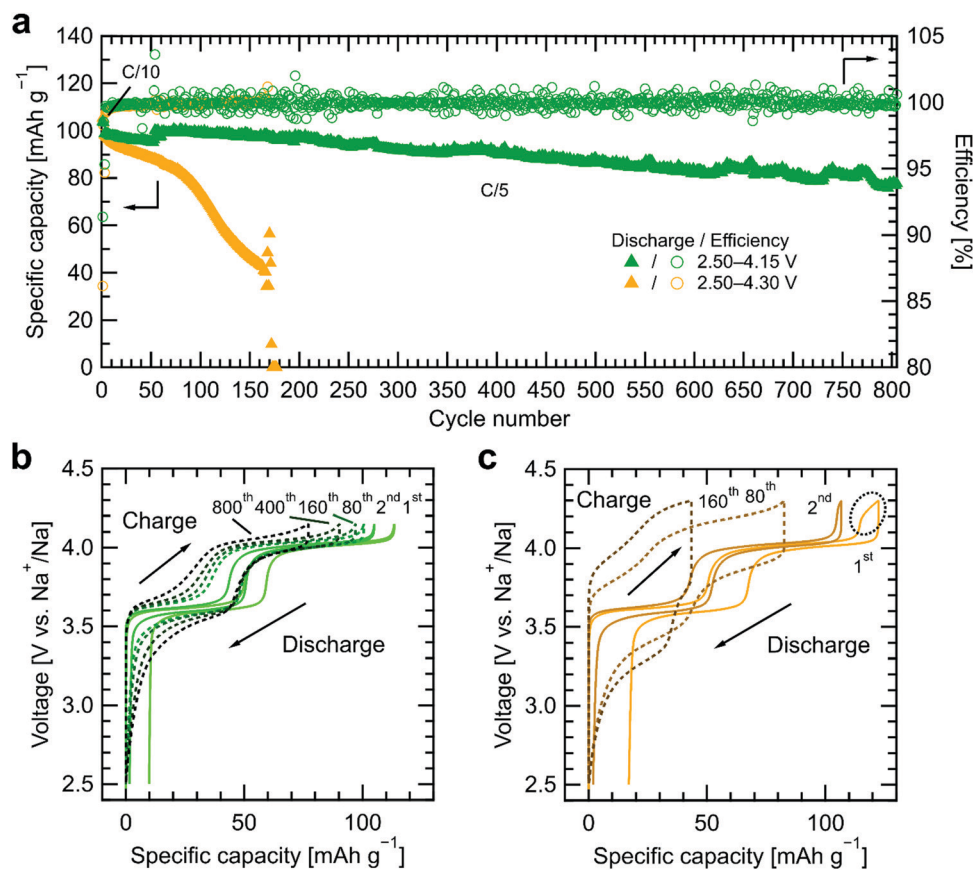 a
140
120
100
80
60
40
20
0
Specific capacity [mAh g⁻¹]
C/10
C/5
105
100
95
90
85
80
Efficiency [%]
Discharge / Efficiency
/ 2.50–4.15 V
/ 2.50–4.30 V
0 50 100 150 200 250 300 350 400 450 500 550 600 650 700 750 800
Cycle number
b
4.5
4.0
3.5
3.0
2.5
Voltage [V vs. Na⁺/Na]
Charge
800th 400th 160th 80th 2nd 1st
Discharge
0 50 100
Specific capacity [mAh g⁻¹]
c
4.5
4.0
3.5
3.0
2.5
Voltage [V vs. Na⁺/Na]
Charge
160th 80th 2nd
1st
Discharge
0 50 100
Specific capacity [mAh g⁻¹]